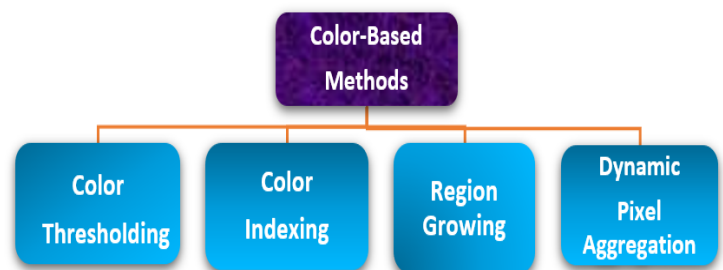 Color-Based
Methods
Color
Thresholding
Color
Indexing
Region
Growing
Dynamic
Pixel
Aggregation